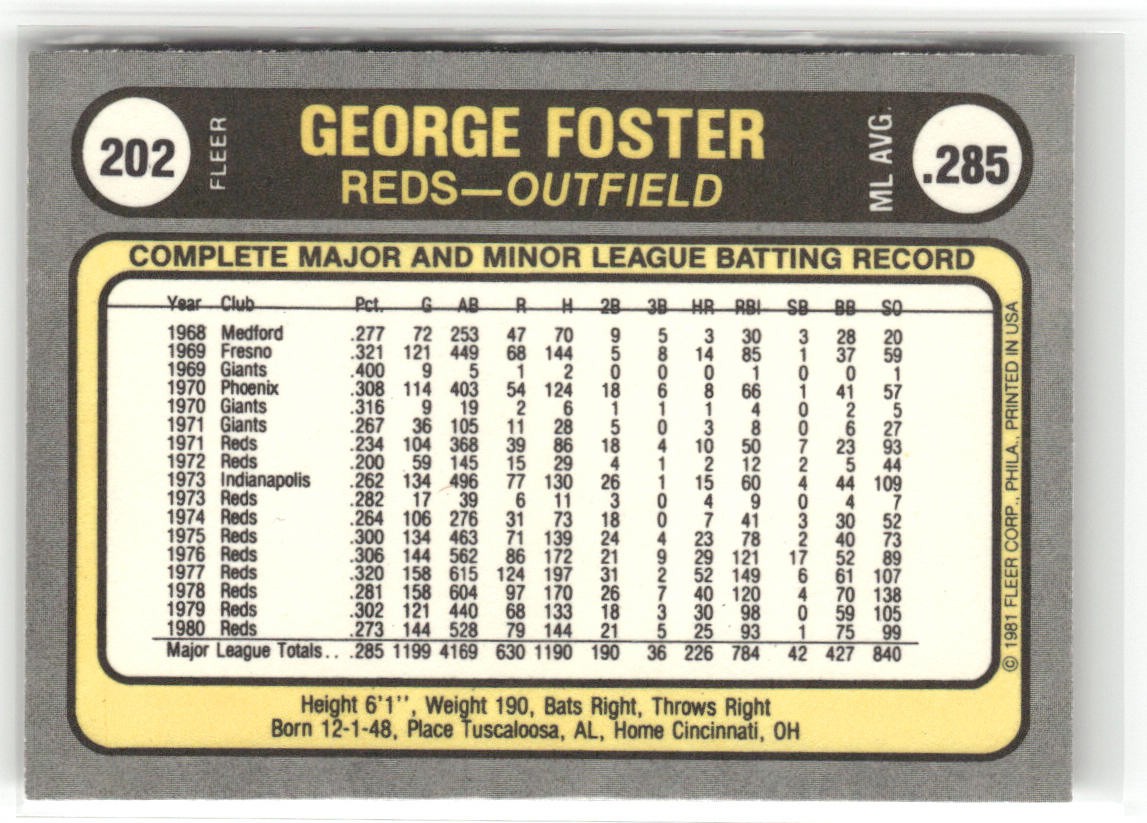 202
FLEER
GEORGE FOSTER
REDS—OUTFIELD
ML AVG.
.285
COMPLETE MAJOR AND MINOR LEAGUE BATTING RECORD
Year Club Pct. G AB R H 2B 3B HR RBI SB BB SO
1968 Medford .277 72 253 47 70 9 5 3 30 3 28 20
1969 Fresno .321 121 449 68 144 5 8 14 85 1 37 59
1969 Giants .400 9 5 1 2 0 0 0 1 0 0 1
1970 Phoenix .308 114 403 54 124 18 6 8 66 1 41 57
1970 Giants .316 9 19 2 6 1 1 1 4 0 2 5
1971 Giants .267 36 105 11 28 5 0 3 8 0 6 27
1971 Reds .234 104 368 39 86 18 4 10 50 7 23 93
1972 Reds .200 59 145 15 29 4 1 2 12 2 5 44
1973 Indianapolis .262 134 496 77 130 26 1 15 60 4 44 109
1973 Reds .282 17 39 6 11 3 0 4 9 0 4 7
1974 Reds .264 106 276 31 73 18 0 7 41 3 30 52
1975 Reds .300 134 463 71 139 24 4 23 78 2 40 73
1976 Reds .306 144 562 86 172 21 9 29 121 17 52 89
1977 Reds .320 158 615 124 197 31 2 52 149 6 61 107
1978 Reds .281 158 604 97 170 26 7 40 120 4 70 138
1979 Reds .302 121 440 68 133 18 3 30 98 0 59 105
1980 Reds .273 144 528 79 144 21 5 25 93 1 75 99
Major League Totals. . .285 1199 4169 630 1190 190 36 226 784 42 427 840
Height 6'1'', Weight 190, Bats Right, Throws Right
Born 12-1-48, Place Tuscaloosa, AL, Home Cincinnati, OH
© 1981 FLEER CORP., PHILA., PRINTED IN USA